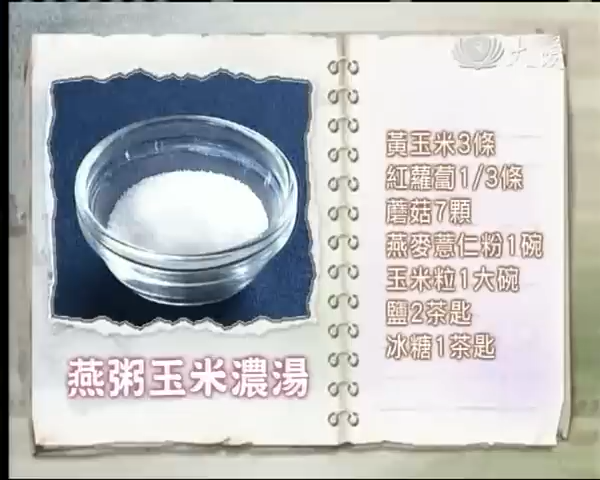 大愛
黃玉米3條
紅蘿蔔1/3條
蘑菇7顆
燕麥薏仁粉1碗
玉米粒1大碗
鹽2茶匙
冰糖1茶匙
燕粥玉米濃湯